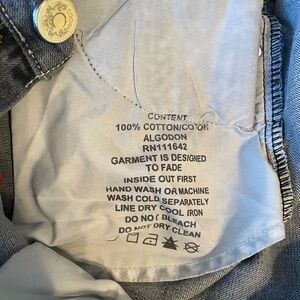 CONTENT
100% COTTON/COTON
ALGODON
RN111642
GARMENT IS DESIGNED
TO FADE
INSIDE OUT FIRST
HAND WASH OR MACHINE
WASH COLD SEPARATELY
LINE DRY COOL IRON
DO NOT BLEACH
DO NOT DRY CLEAN